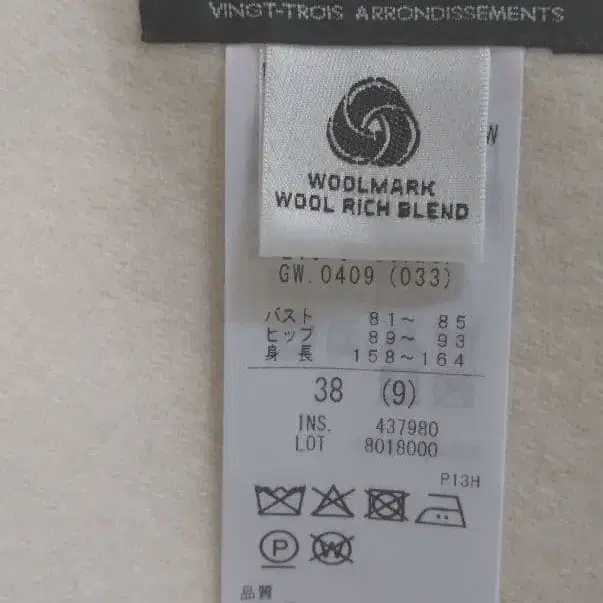 VINGT-TROIS ARRONDISSEMENTS
W
WOOLMARK
WOOL RICH BLEND
GW.0409 (033)
バスト 81～ 85
ヒップ 89～ 93
身長 158～164
38 (9)
INS. 437980
LOT 8018000
P13H
P W
品質